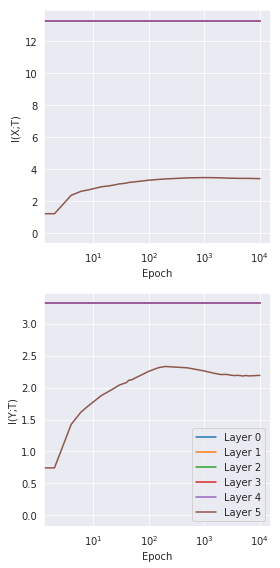 12
10
8
6
4
2
0
I(X;T)
10¹ 10² 10³ 10⁴
Epoch
3.0
2.5
2.0
1.5
1.0
0.5
0.0
I(Y;T)
Layer 0
Layer 1
Layer 2
Layer 3
Layer 4
Layer 5
10¹ 10² 10³ 10⁴
Epoch